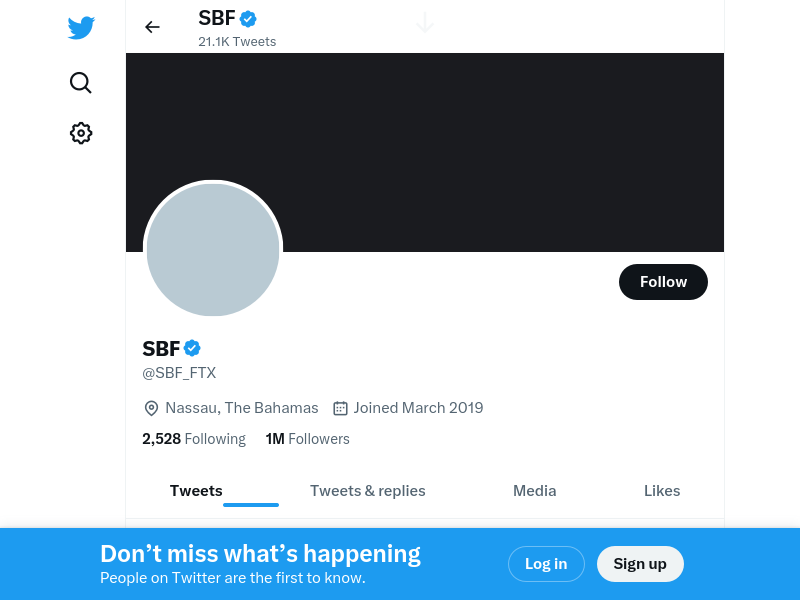 SBF
21.1K Tweets
Follow
SBF
@SBF_FTX
Nassau, The Bahamas Joined March 2019
2,528 Following 1M Followers
Tweets Tweets & replies Media Likes
Don’t miss what’s happening
People on Twitter are the first to know.
Log in Sign up